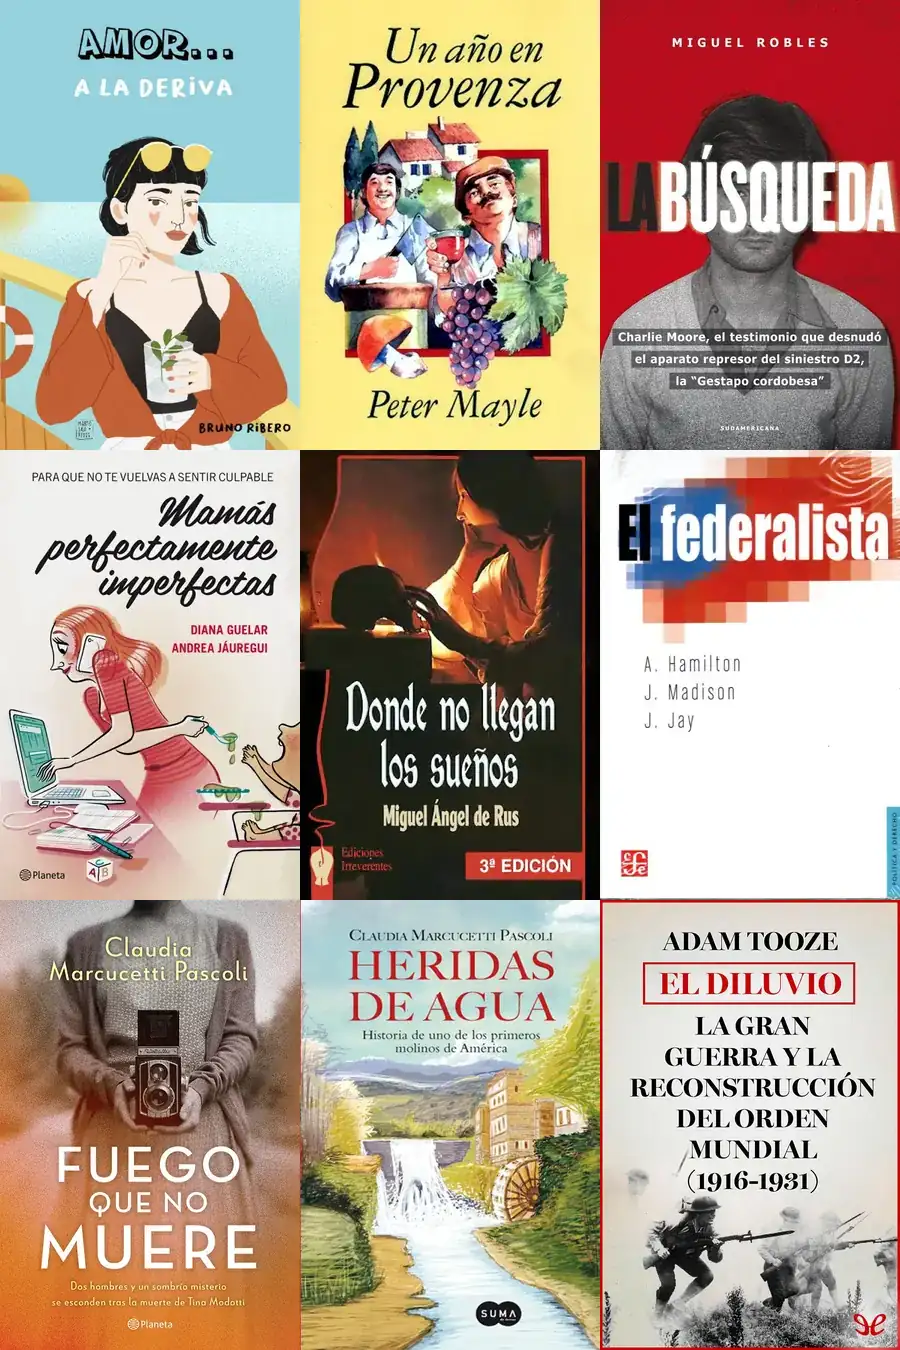 AMOR...
A LA DERIVA
BRUNO RIBERO
Un año en
Provenza
Peter Mayle
MIGUEL ROBLES
LA BÚSQUEDA
Charlie Moore, el testimonio que desnudó
el aparato represor del siniestro D2,
la “Gestapo cordobesa”
SUDAMERICANA
PARA QUE NO TE VUELVAS A SENTIR CULPABLE
Mamás
perfectamente
imperfectas
DIANA GUELAR
ANDREA JÁUREGUI
A B
Planeta
Donde no llegan
los sueños
Miguel Ángel de Rus
Ediciones
Irreverentes
3ª EDICIÓN
El federalista
A. Hamilton
J. Madison
J. Jay
POLÍTICA Y DERECHO
Claudia
Marcucetti Pascoli
FUEGO
QUE NO
MUERE
Dos hombres y un sombrío misterio
se esconden tras la muerte de Tina Modotti
Planeta
CLAUDIA MARCUCETTI PASCOLI
HERIDAS
DE AGUA
Historia de uno de los primeros
molinos de América
SUMA
ADAM TOOZE
EL DILUVIO
LA GRAN
GUERRA Y LA
RECONSTRUCCIÓN
DEL ORDEN
MUNDIAL
(1916-1931)